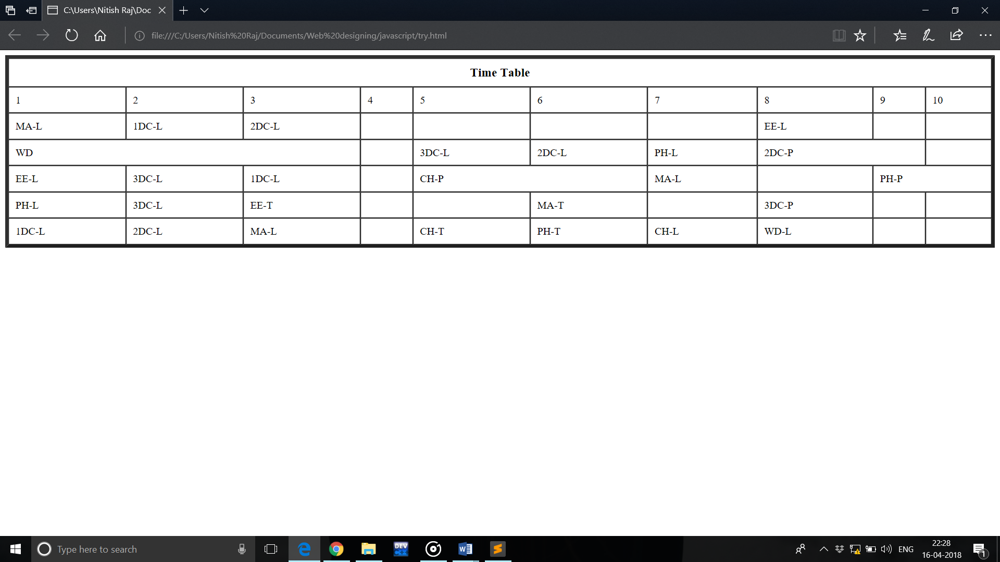 C:\Users\Nitish Raj\Doc
file:///C:/Users/Nitish%20Raj/Documents/Web%20designing/javascript/try.html
Time Table
1 2 3 4 5 6 7 8 9 10
MA-L 1DC-L 2DC-L EE-L
WD 3DC-L 2DC-L PH-L 2DC-P
EE-L 3DC-L 1DC-L CH-P MA-L PH-P
PH-L 3DC-L EE-T MA-T 3DC-P
1DC-L 2DC-L MA-L CH-T PH-T CH-L WD-L
Type here to search
DEV
C++
W
ENG
22:28
16-04-2018
1